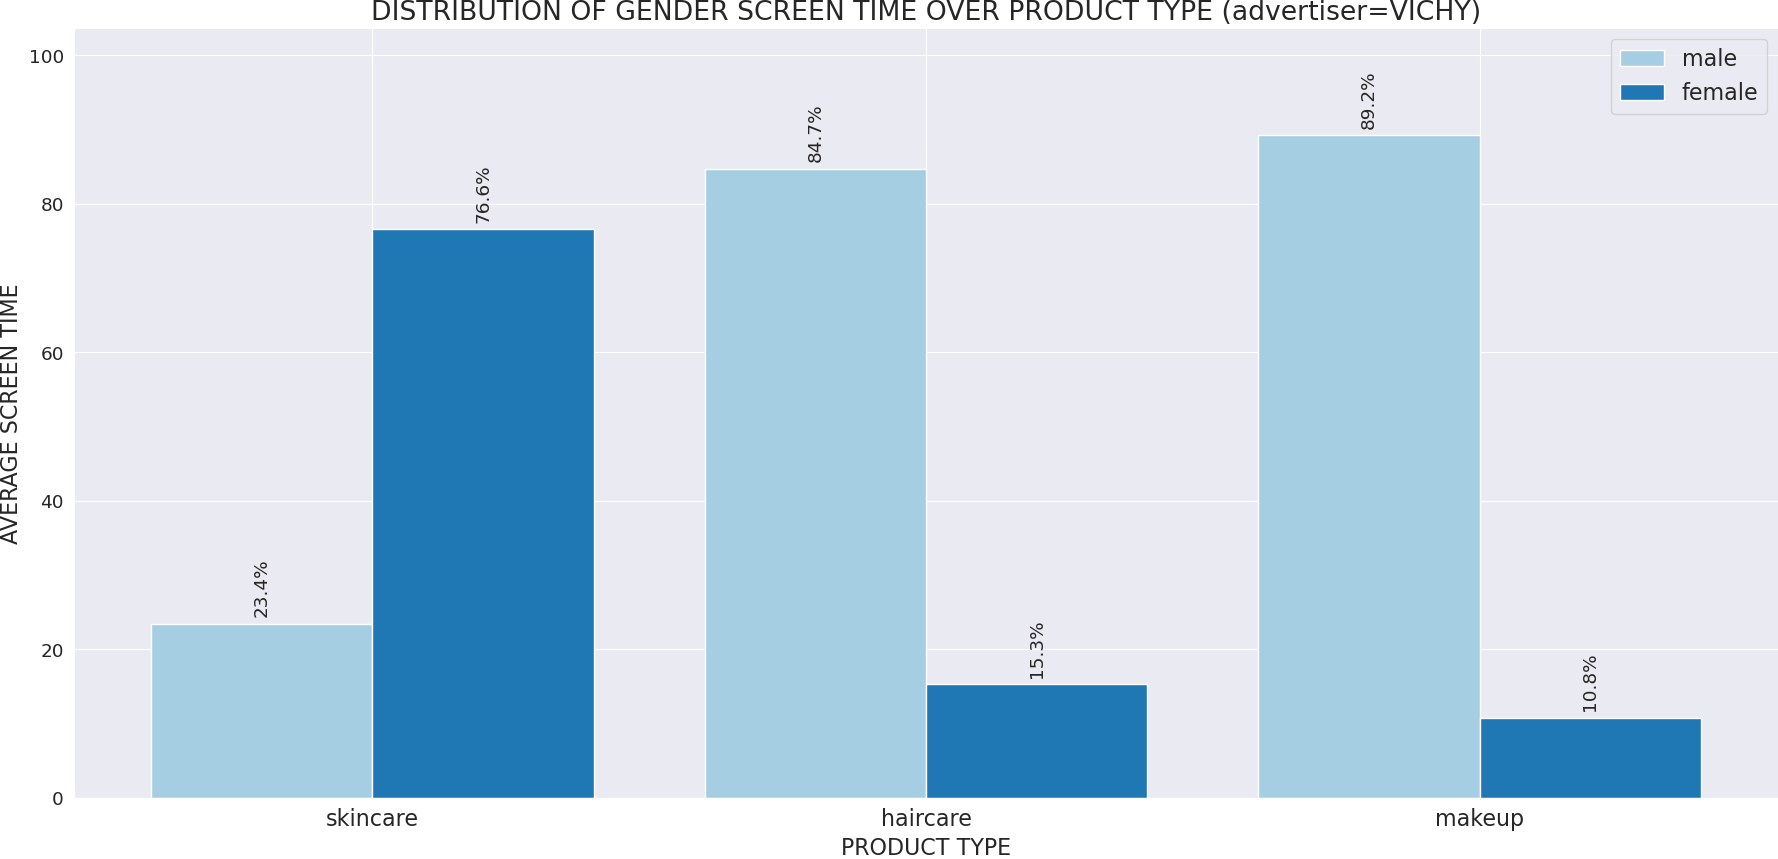 DISTRIBUTION OF GENDER SCREEN TIME OVER PRODUCT TYPE (advertiser=VICHY)
male
female
AVERAGE SCREEN TIME
100
80
60
40
20
0
23.4%
76.6%
84.7%
15.3%
89.2%
10.8%
skincare
haircare
makeup
PRODUCT TYPE